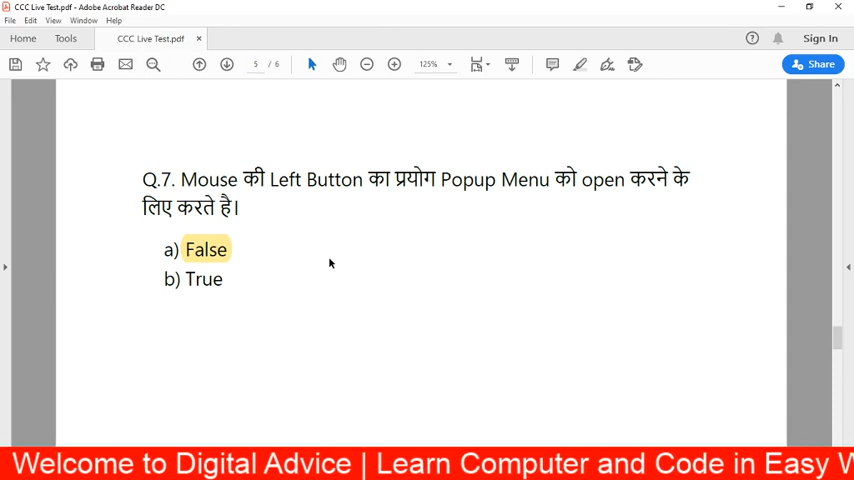 CCC Live Test.pdf - Adobe Acrobat Reader DC
File Edit View Window Help
Home Tools CCC Live Test.pdf × Sign In
5 / 6 125% Share
Q.7. Mouse की Left Button का प्रयोग Popup Menu को open करने के
लिए करते है।
a) False
b) True
Welcome to Digital Advice | Learn Computer and Code in Easy W